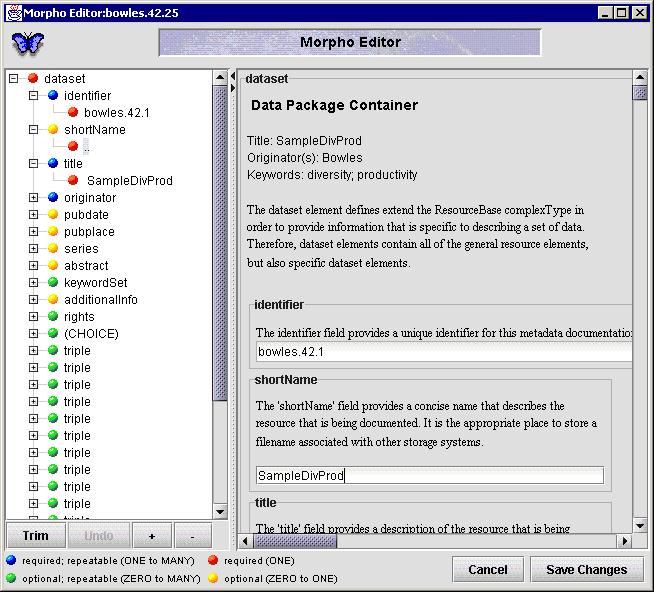 Morpho Editor:bowles.42.25
Morpho Editor
dataset
identifier
bowles.42.1
shortName
..
title
SampleDivProd
originator
pubdate
pubplace
series
abstract
keywordSet
additionalInfo
rights
(CHOICE)
triple
triple
triple
triple
triple
triple
triple
triple
triple
triple
triple
Trim
Undo
+
-
dataset
Data Package Container
Title: SampleDivProd
Originator(s): Bowles
Keywords: diversity; productivity
The dataset element defines extend the ResourceBase complexType in
order to provide information that is specific to describing a set of data.
Therefore, dataset elements contain all of the general resource elements,
but also specific dataset elements.
identifier
The identifier field provides a unique identifier for this metadata documentatio
bowles.42.1
shortName
The 'shortName' field provides a concise name that describes the
resource that is being documented. It is the appropriate place to store a
filename associated with other storage systems.
SampleDivProd
title
The 'title' field provides a description of the resource that is being
required; repeatable (ONE to MANY)
required (ONE)
optional; repeatable (ZERO to MANY)
optional (ZERO to ONE)
Cancel
Save Changes